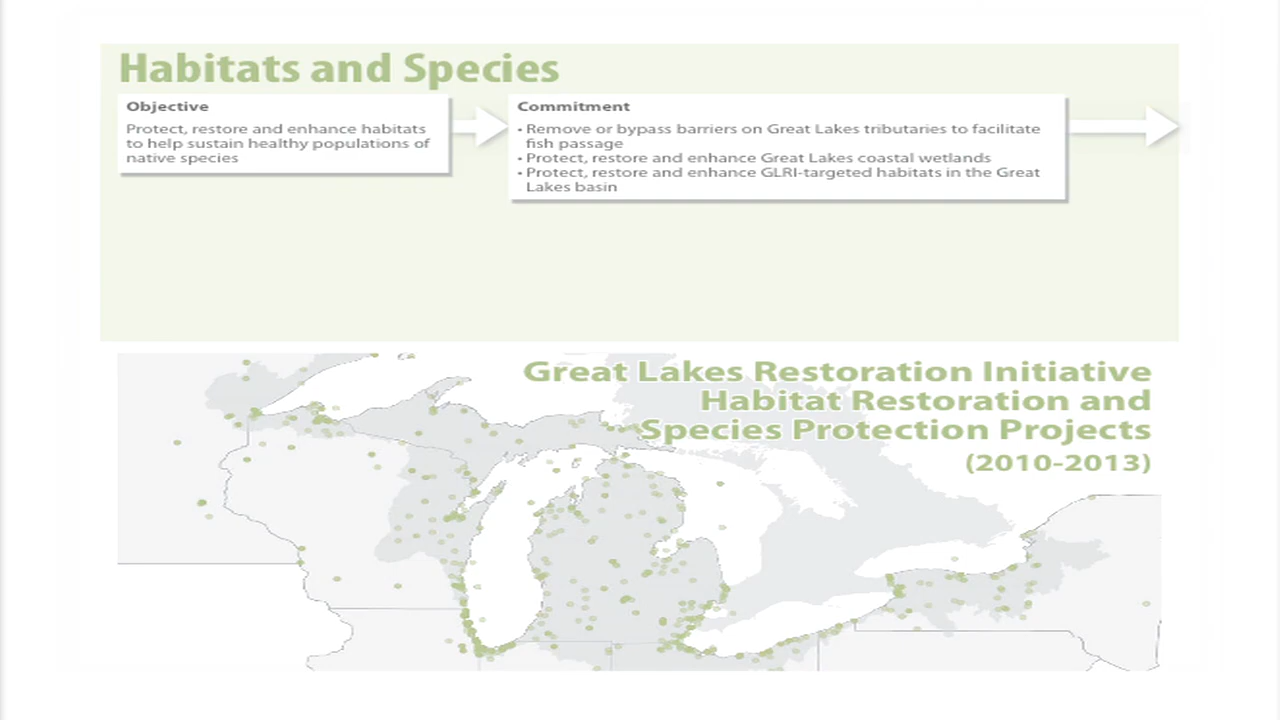 Habitats and Species
Objective
Protect, restore and enhance habitats
to help sustain healthy populations of
native species
Commitment
• Remove or bypass barriers on Great Lakes tributaries to facilitate
fish passage
• Protect, restore and enhance Great Lakes coastal wetlands
• Protect, restore and enhance GLRI-targeted habitats in the Great
Lakes basin
Great Lakes Restoration Initiative
Habitat Restoration and
Species Protection Projects
(2010-2013)